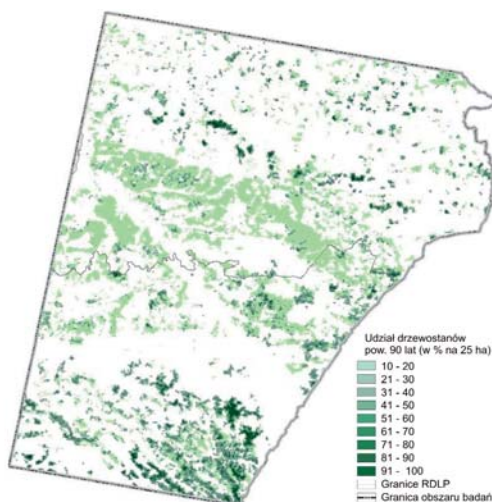 Udział drzewostanów
pow. 90 lat (w % na 25 ha)
10 - 20
21 - 30
31 - 40
41 - 50
51 - 60
61 - 70
71 - 80
81 - 90
91 - 100
Granice RDLP
Granica obszaru badań